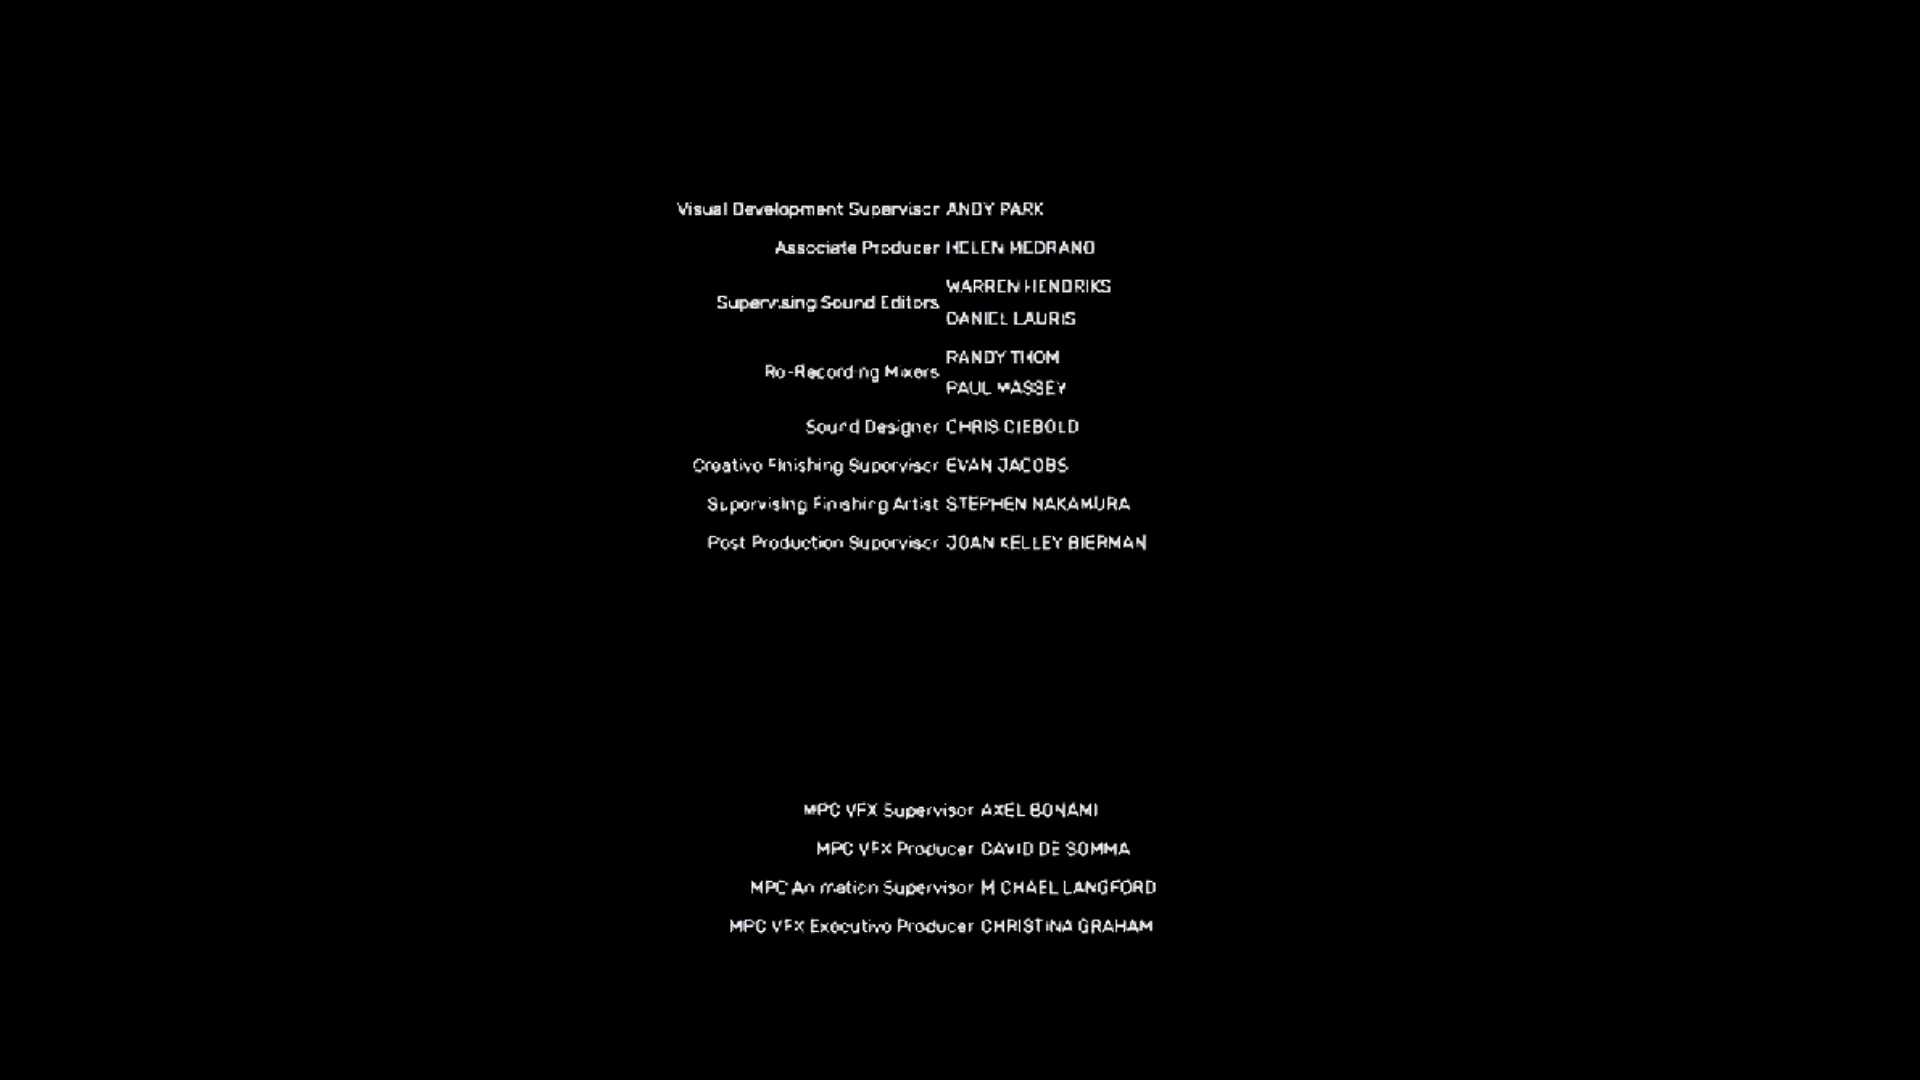 Visual Development Supervisor ANDY PARK
Associate Producer HELEN MEDRANO
Supervising Sound Editors WARREN HENDRIKS
DANIEL LAURIS
Re-Recording Mixers RANDY THOM
PAUL MASSEY
Sound Designer CHRIS DIEBOLD
Creative Finishing Supervisor EVAN JACOBS
Supervising Finishing Artist STEPHEN NAKAMURA
Post Production Supervisor JOAN KELLEY BIERMAN
MPC VFX Supervisor AXEL BONAMI
MPC VFX Producer DAVID DE SOMMA
MPC Animation Supervisor MICHAEL LANGFORD
MPC VFX Executive Producer CHRISTINA GRAHAM